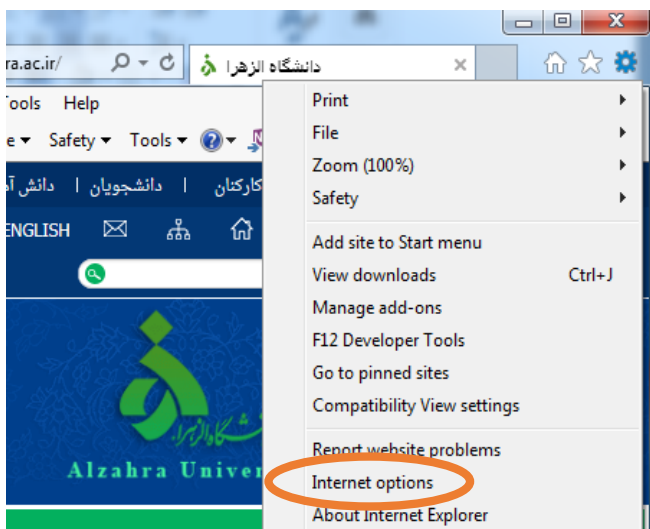 ra.ac.ir/
دانشگاه الزهرا
Tools Help
e Safety Tools
کارکنان | دانشجویان | دانش آ
ENGLISH
Print
File
Zoom (100%)
Safety
Add site to Start menu
View downloads Ctrl+J
Manage add-ons
F12 Developer Tools
Go to pinned sites
Compatibility View settings
Report website problems
Internet options
About Internet Explorer
دانشگاه الزهرا
Alzahra Univer